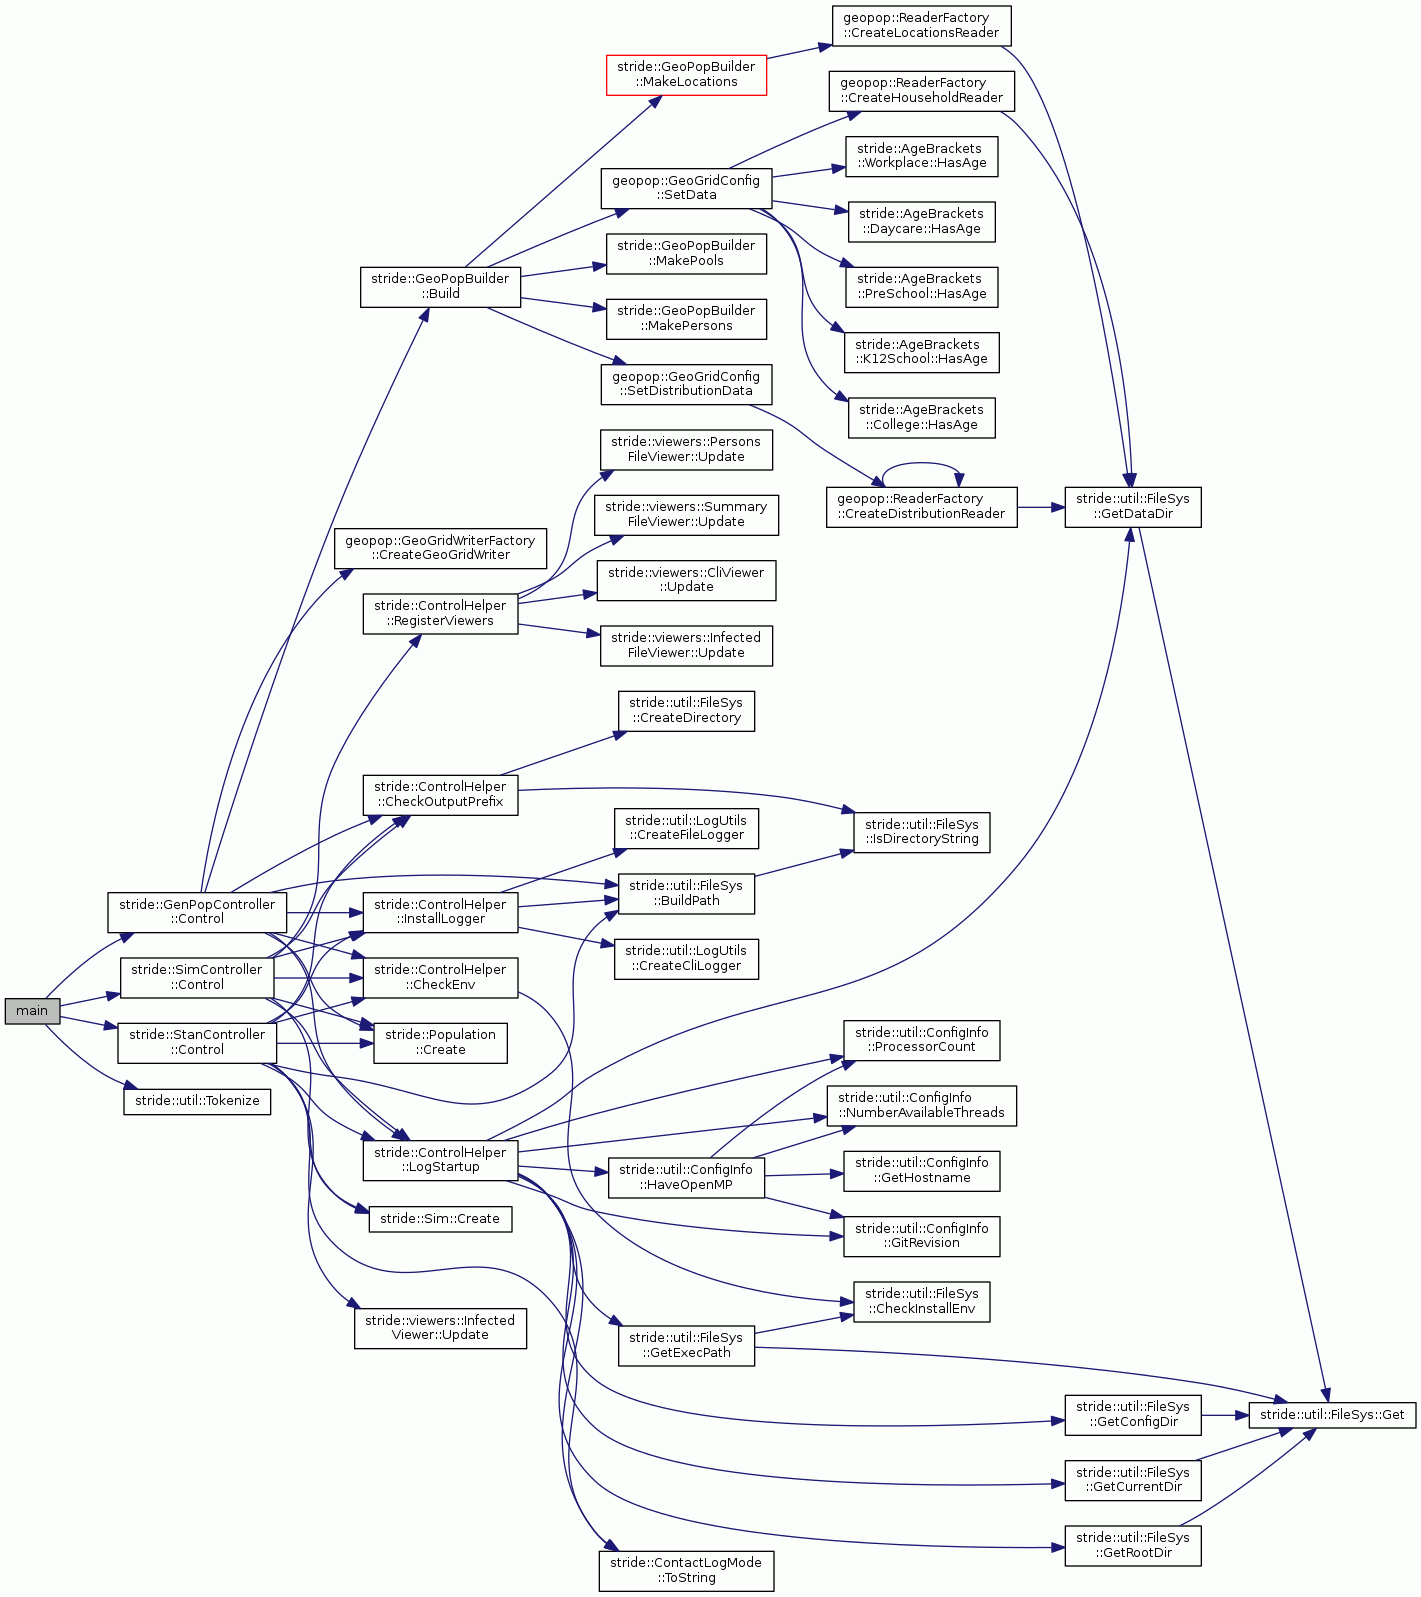 geopop::ReaderFactory
::CreateLocationsReader
stride::GeoPopBuilder
::MakeLocations
geopop::ReaderFactory
::CreateHouseholdReader
stride::AgeBrackets
::Workplace::HasAge
geopop::GeoGridConfig
::SetData
stride::AgeBrackets
::Daycare::HasAge
stride::GeoPopBuilder
::MakePools
stride::GeoPopBuilder
::Build
stride::AgeBrackets
::PreSchool::HasAge
stride::GeoPopBuilder
::MakePersons
stride::AgeBrackets
::K12School::HasAge
geopop::GeoGridConfig
::SetDistributionData
stride::AgeBrackets
::College::HasAge
stride::viewers::Persons
FileViewer::Update
geopop::ReaderFactory
::CreateDistributionReader
stride::util::FileSys
::GetDataDir
stride::viewers::Summary
FileViewer::Update
geopop::GeoGridWriterFactory
::CreateGeoGridWriter
stride::viewers::CliViewer
::Update
stride::ControlHelper
::RegisterViewers
stride::viewers::Infected
FileViewer::Update
stride::util::FileSys
::CreateDirectory
stride::ControlHelper
::CheckOutputPrefix
stride::util::LogUtils
::CreateFileLogger
stride::util::FileSys
::IsDirectoryString
stride::util::FileSys
::BuildPath
stride::GenPopController
::Control
stride::ControlHelper
::InstallLogger
stride::util::LogUtils
::CreateCliLogger
stride::SimController
::Control
stride::ControlHelper
::CheckEnv
main
stride::StanController
::Control
stride::Population
::Create
stride::util::ConfigInfo
::ProcessorCount
stride::util::Tokenize
stride::util::ConfigInfo
::NumberAvailableThreads
stride::ControlHelper
::LogStartup
stride::util::ConfigInfo
::HaveOpenMP
stride::util::ConfigInfo
::GetHostname
stride::Sim::Create
stride::util::ConfigInfo
::GitRevision
stride::util::FileSys
::CheckInstallEnv
stride::viewers::Infected
Viewer::Update
stride::util::FileSys
::GetExecPath
stride::util::FileSys
::GetConfigDir
stride::util::FileSys::Get
stride::util::FileSys
::GetCurrentDir
stride::util::FileSys
::GetRootDir
stride::ContactLogMode
::ToString